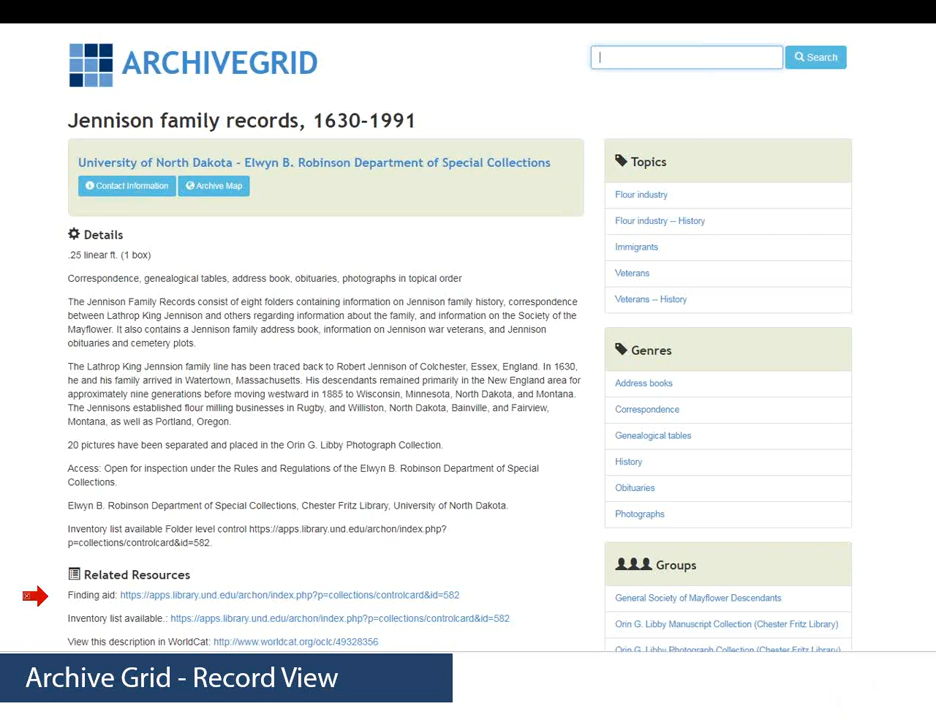 ARCHIVEGRID
Search
Jennison family records, 1630-1991
University of North Dakota - Elwyn B. Robinson Department of Special Collections
Contact Information
Archive Map
Details
.25 linear ft. (1 box)
Correspondence, genealogical tables, address book, obituaries, photographs in topical order
The Jennison Family Records consist of eight folders containing information on Jennison family history, correspondence
between Lathrop King Jennison and others regarding information about the family, and information on the Society of the
Mayflower. It also contains a Jennison family address book, information on Jennison war veterans, and Jennison
obituaries and cemetery plots.
The Lathrop King Jennsion family line has been traced back to Robert Jennison of Colchester, Essex, England. In 1630,
he and his family arrived in Watertown, Massachusetts. His descendants remained primarily in the New England area for
approximately nine generations before moving westward in 1885 to Wisconsin, Minnesota, North Dakota, and Montana.
The Jennisons established flour milling businesses in Rugby, and Williston, North Dakota, Bainville, and Fairview,
Montana, as well as Portland, Oregon.
20 pictures have been separated and placed in the Orin G. Libby Photograph Collection.
Access: Open for inspection under the Rules and Regulations of the Elwyn B. Robinson Department of Special
Collections.
Elwyn B. Robinson Department of Special Collections, Chester Fritz Library, University of North Dakota.
Inventory list available Folder level control https://apps.library.und.edu/archon/index.php?
p=collections/controlcard&id=582.
Related Resources
Finding aid: https://apps.library.und.edu/archon/index.php?p=collections/controlcard&id=582
Inventory list available.: https://apps.library.und.edu/archon/index.php?p=collections/controlcard&id=582
View this description in WorldCat: http://www.worldcat.org/oclc/49328356
Topics
Flour industry
Flour industry -- History
Immigrants
Veterans
Veterans -- History
Genres
Address books
Correspondence
Genealogical tables
History
Obituaries
Photographs
Groups
General Society of Mayflower Descendants
Orin G. Libby Manuscript Collection (Chester Fritz Library)
Orin G. Libby Photograph Collection (Chester Fritz Library)
Archive Grid - Record View